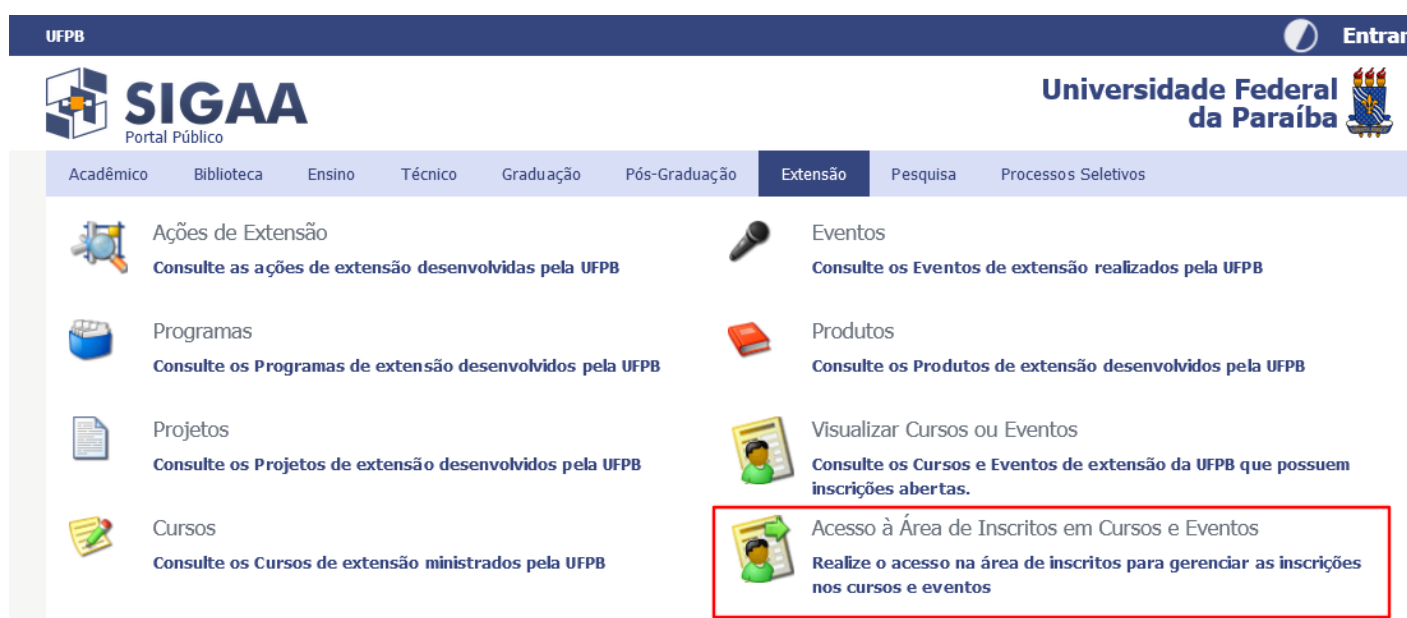 UFPB
Entrar
SIGAA
Portal Público
Universidade Federal
da Paraíba
Acadêmico Biblioteca Ensino Técnico Graduação Pós-Graduação Extensão Pesquisa Processos Seletivos
Ações de Extensão
Consulte as ações de extensão desenvolvidas pela UFPB
Eventos
Consulte os Eventos de extensão realizados pela UFPB
Programas
Consulte os Programas de extensão desenvolvidos pela UFPB
Produtos
Consulte os Produtos de extensão desenvolvidos pela UFPB
Projetos
Consulte os Projetos de extensão desenvolvidos pela UFPB
Visualizar Cursos ou Eventos
Consulte os Cursos e Eventos de extensão da UFPB que possuem
inscrições abertas.
Cursos
Consulte os Cursos de extensão ministrados pela UFPB
Acesso à Área de Inscritos em Cursos e Eventos
Realize o acesso na área de inscritos para gerenciar as inscrições
nos cursos e eventos